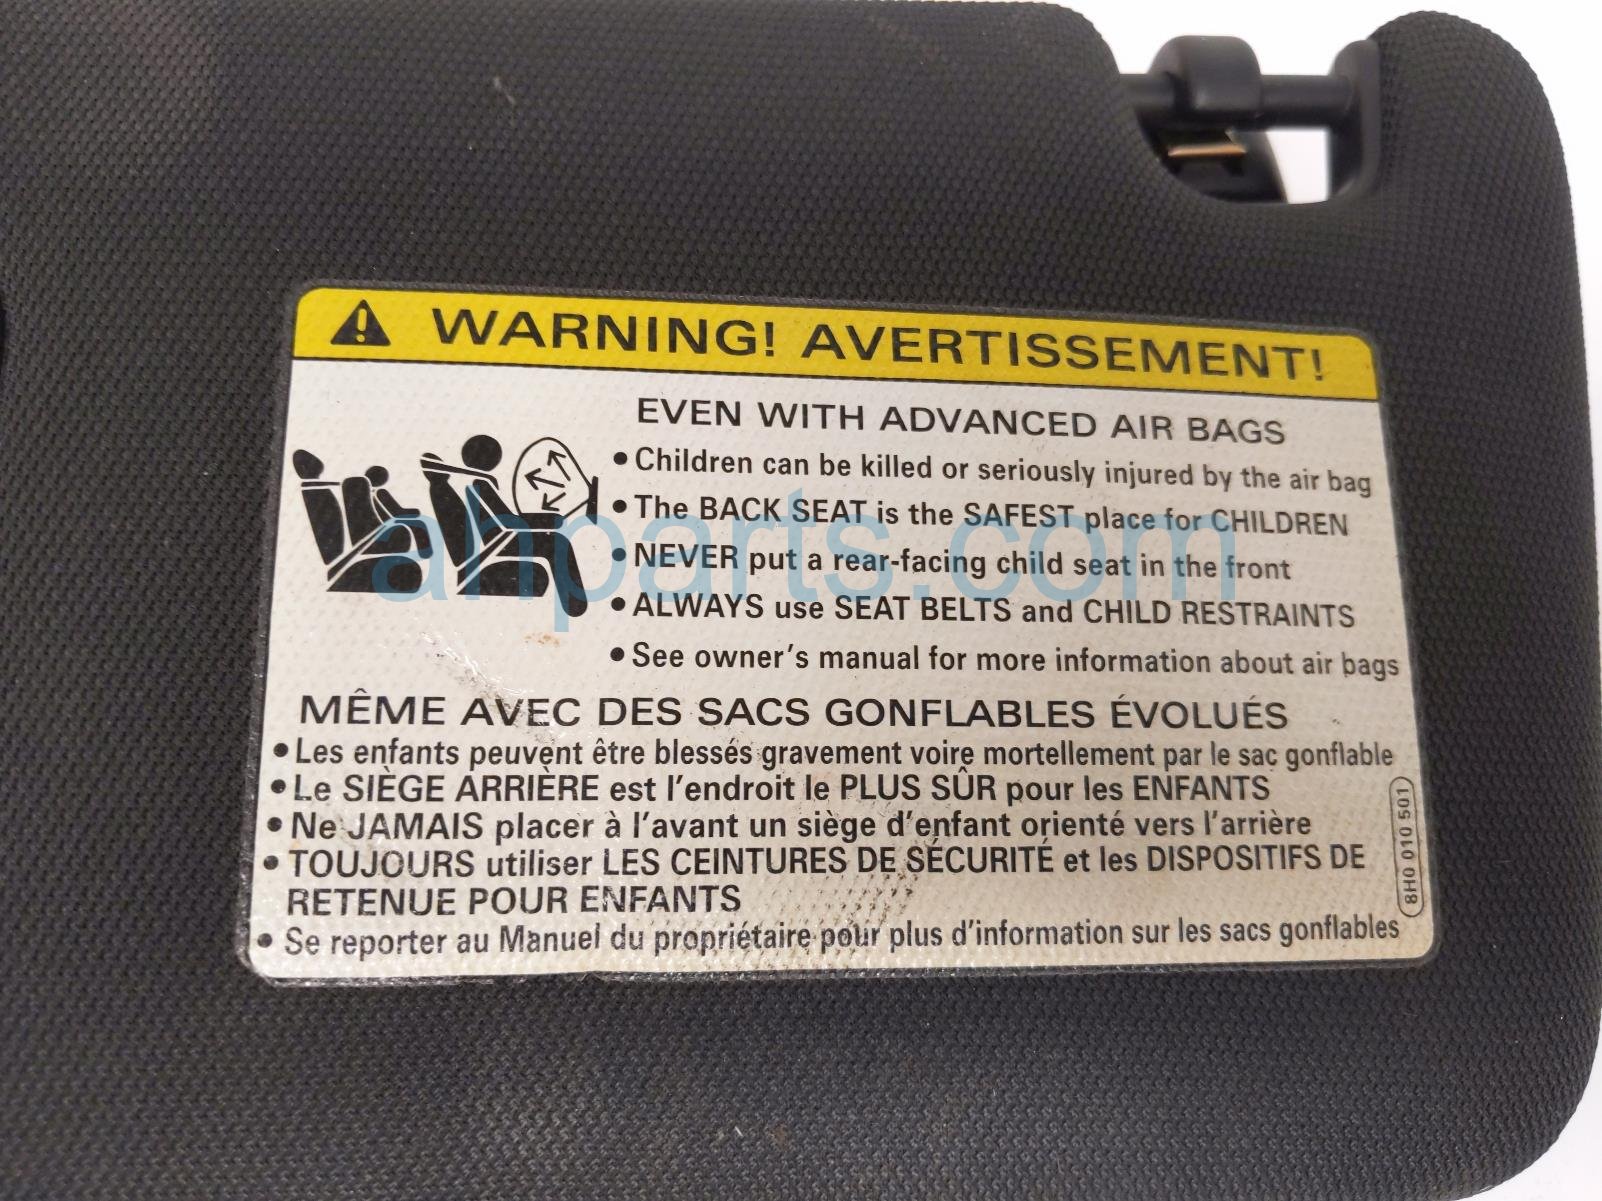 WARNING! AVERTISSEMENT!
EVEN WITH ADVANCED AIR BAGS
•Children can be killed or seriously injured by the air bag
•The BACK SEAT is the SAFEST place for CHILDREN
•NEVER put a rear-facing child seat in the front
•ALWAYS use SEAT BELTS and CHILD RESTRAINTS
•See owner's manual for more information about air bags
MÊME AVEC DES SACS GONFLABLES ÉVOLUÉS
•Les enfants peuvent être blessés gravement voire mortellement par le sac gonflable
•Le SIÈGE ARRIÈRE est l'endroit le PLUS SÛR pour les ENFANTS
•Ne JAMAIS placer à l'avant un siège d'enfant orienté vers l'arrière
• TOUJOURS utiliser LES CEINTURES DE SÉCURITÉ et les DISPOSITIFS DE
RETENUE POUR ENFANTS
• Se reporter au Manuel du propriétaire pour plus d'information sur les sacs gonflables
8H0 010 501
ahparts.com